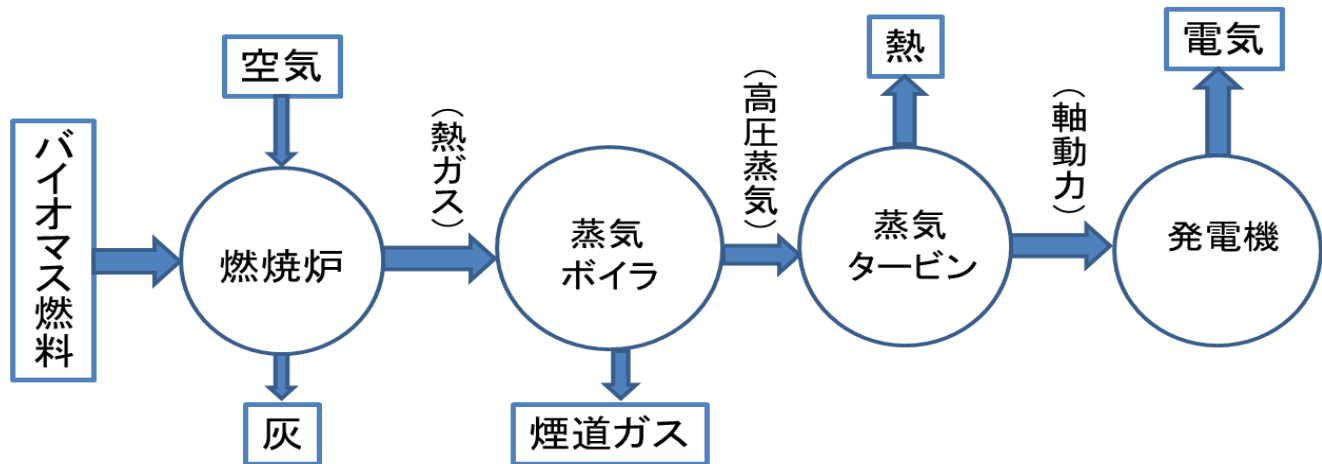 空気
熱
電気
バイオマス燃料
(熱ガス)
(高圧蒸気)
(軸動力)
燃焼炉
蒸気
ボイラ
蒸気
タービン
発電機
灰
煙道ガス